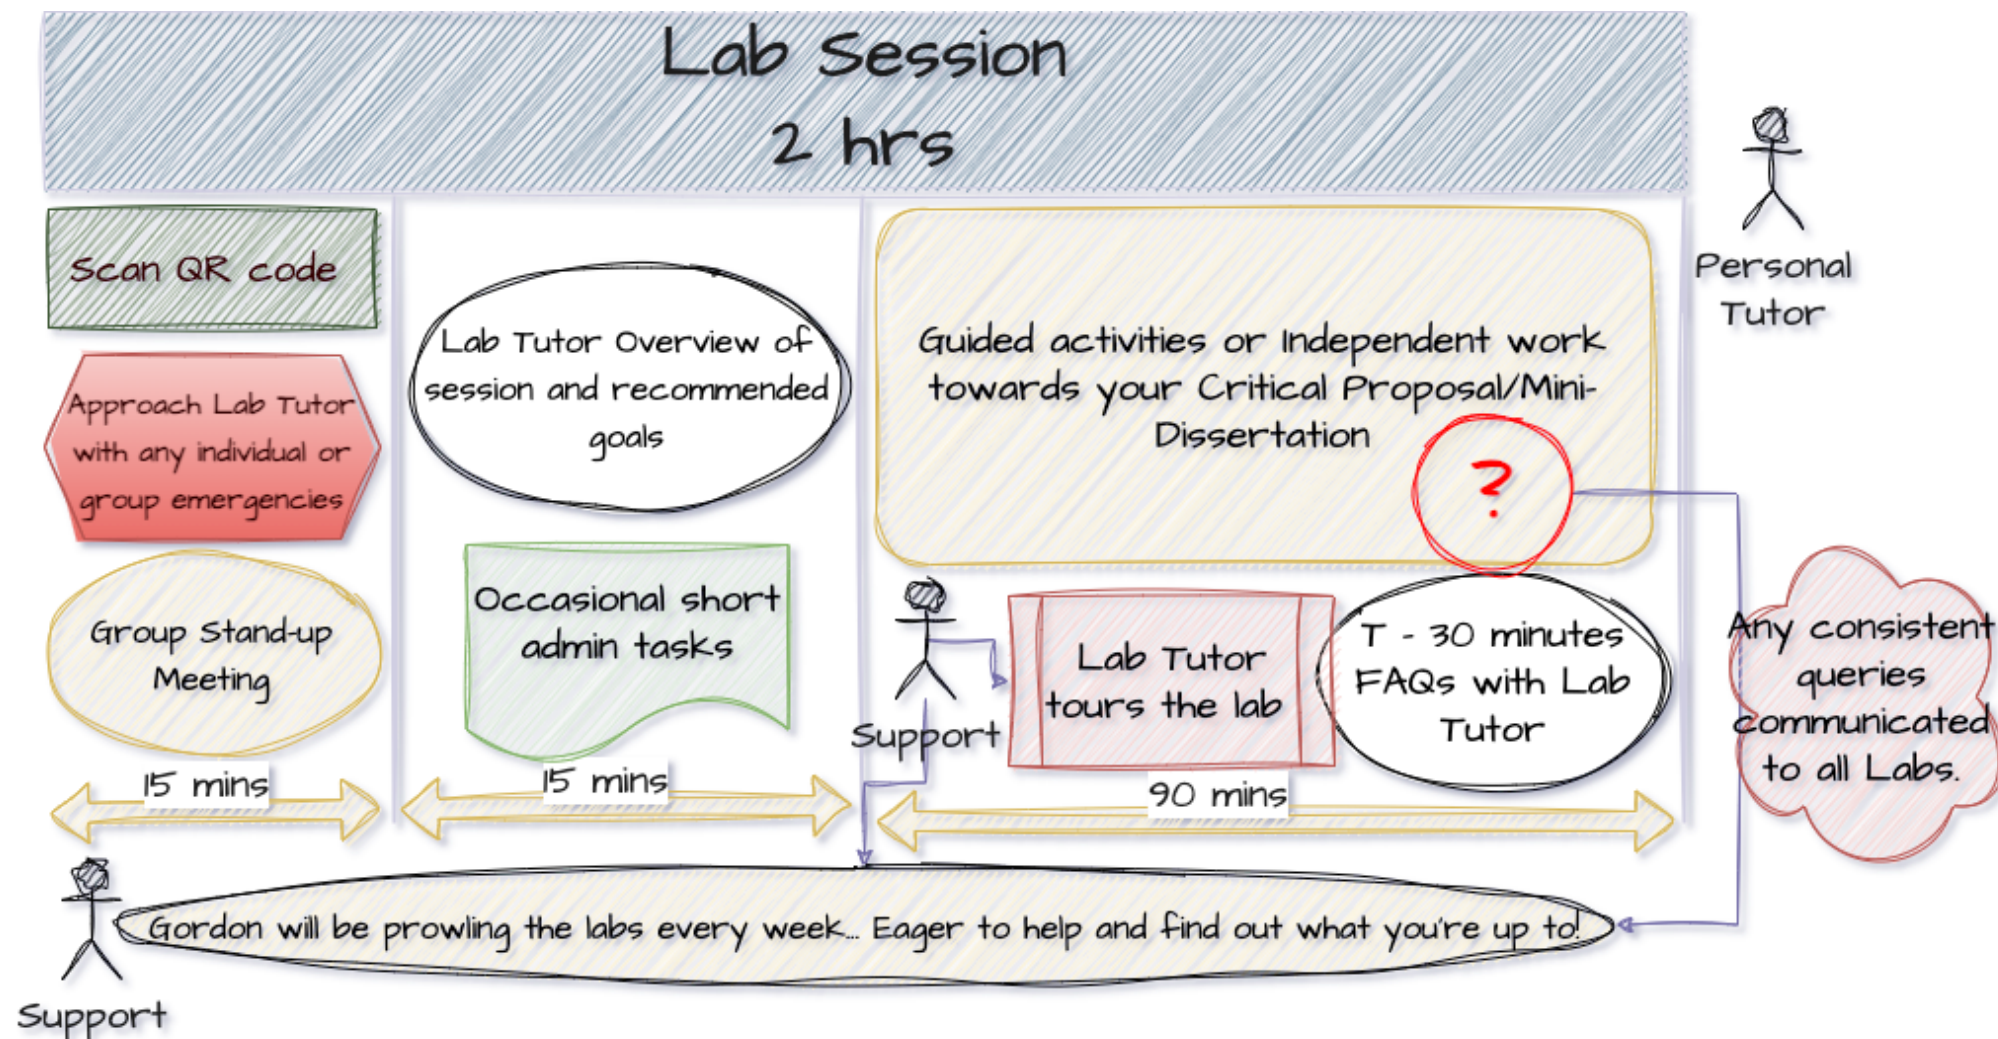 Lab Session
2 hrs
Personal
Tutor
Scan QR code
Approach Lab Tutor
with any individual or
group emergencies
Group Stand-up
Meeting
15 mins
Lab Tutor Overview of
session and recommended
goals
Occasional short
admin tasks
15 mins
Guided activities or Independent work
towards your Critical Proposal/Mini-
Dissertation
?
Support
Lab Tutor
tours the lab
T - 30 minutes
FAQs with Lab
Tutor
90 mins
Any consistent
queries
communicated
to all Labs.
Gordon will be prowling the labs every week... Eager to help and find out what you're up to!
Support